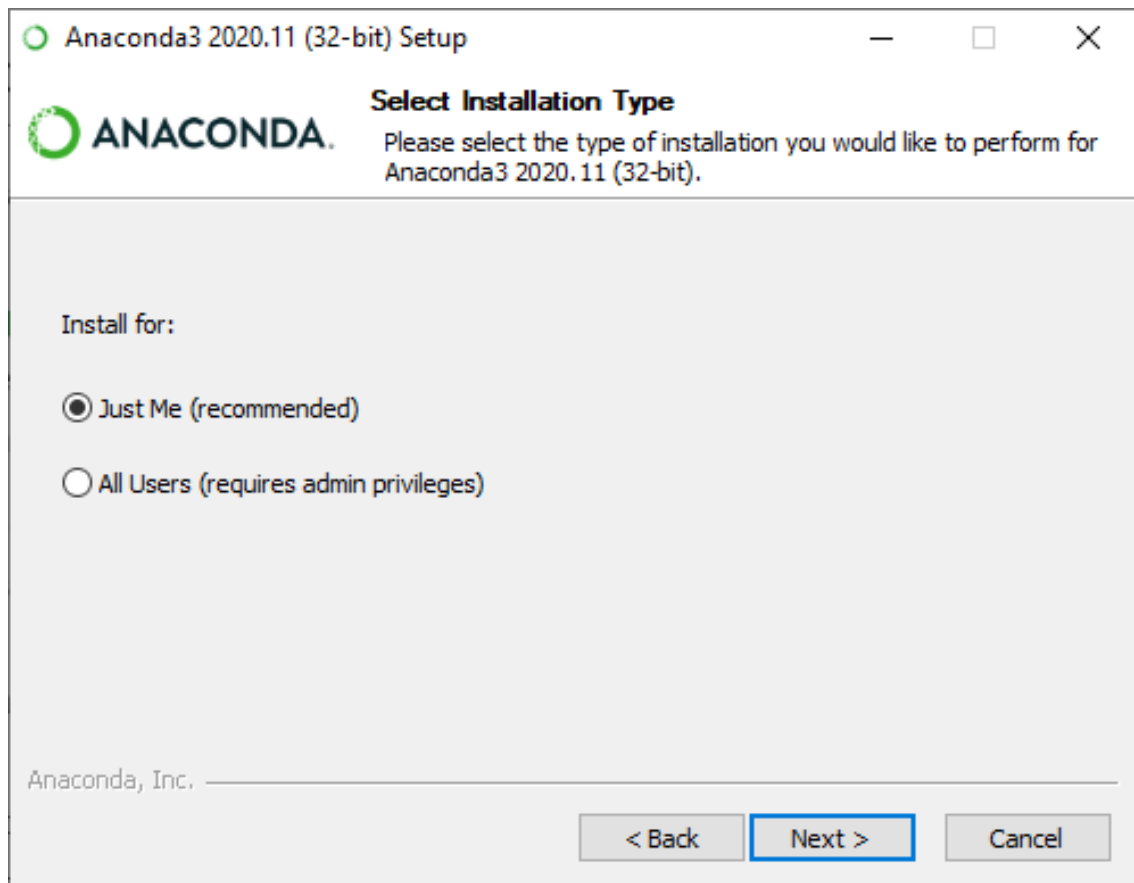 Anaconda3 2020.11 (32-bit) Setup
ANACONDA.
Select Installation Type
Please select the type of installation you would like to perform for
Anaconda3 2020.11 (32-bit).
Install for:
Just Me (recommended)
All Users (requires admin privileges)
Anaconda, Inc.
< Back
Next >
Cancel